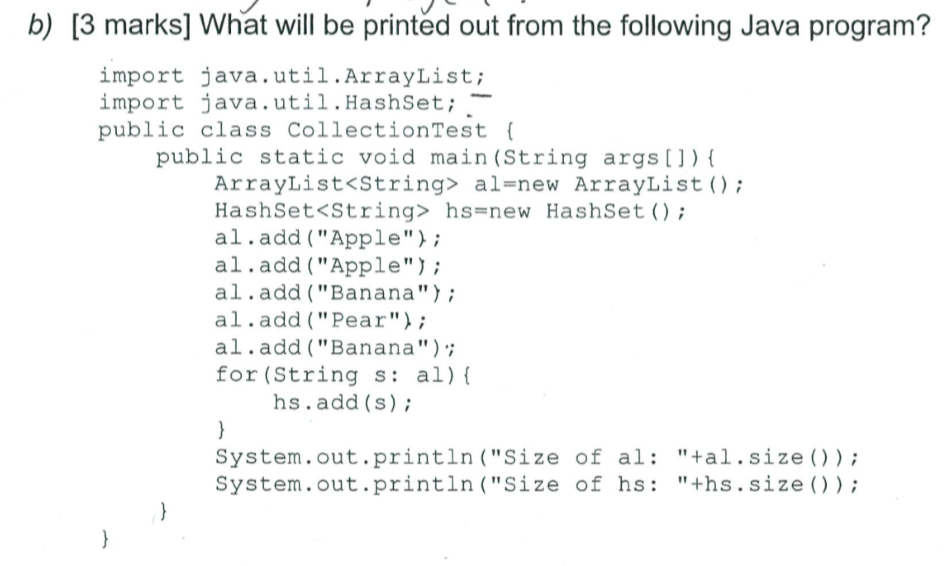 b) [3 marks] What will be printed out from the following Java program?
import java.util.ArrayList;
import java.util.HashSet;
public class CollectionTest {
public static void main(String args[]){
ArrayList<String> al=new ArrayList();
HashSet<String> hs=new HashSet();
al.add("Apple");
al.add("Apple");
al.add("Banana");
al.add("Pear");
al.add("Banana");
for(String s: al){
hs.add(s);
}
System.out.println("Size of al: "+al.size());
System.out.println("Size of hs: "+hs.size());
}
}